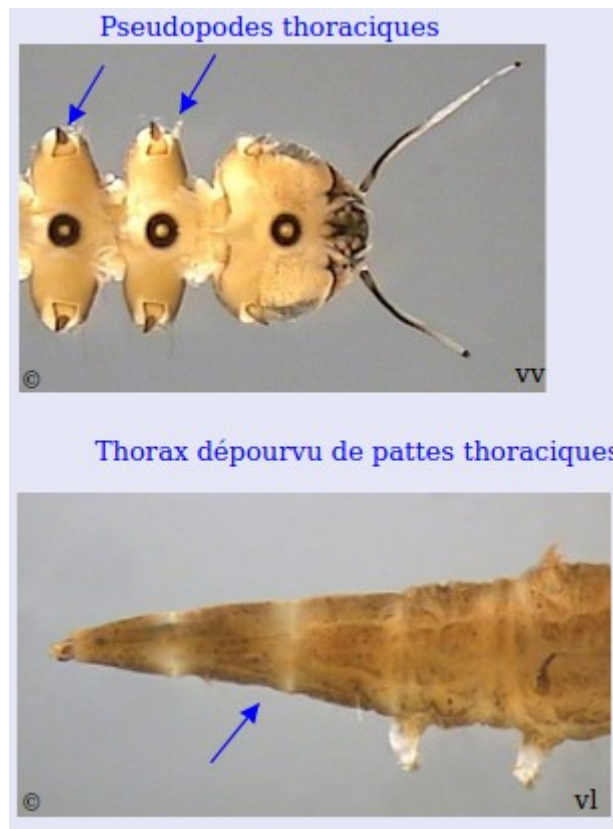 Pseudopodes thoraciques
©
vv
Thorax dépourvu de pattes thoraciques
©
vl